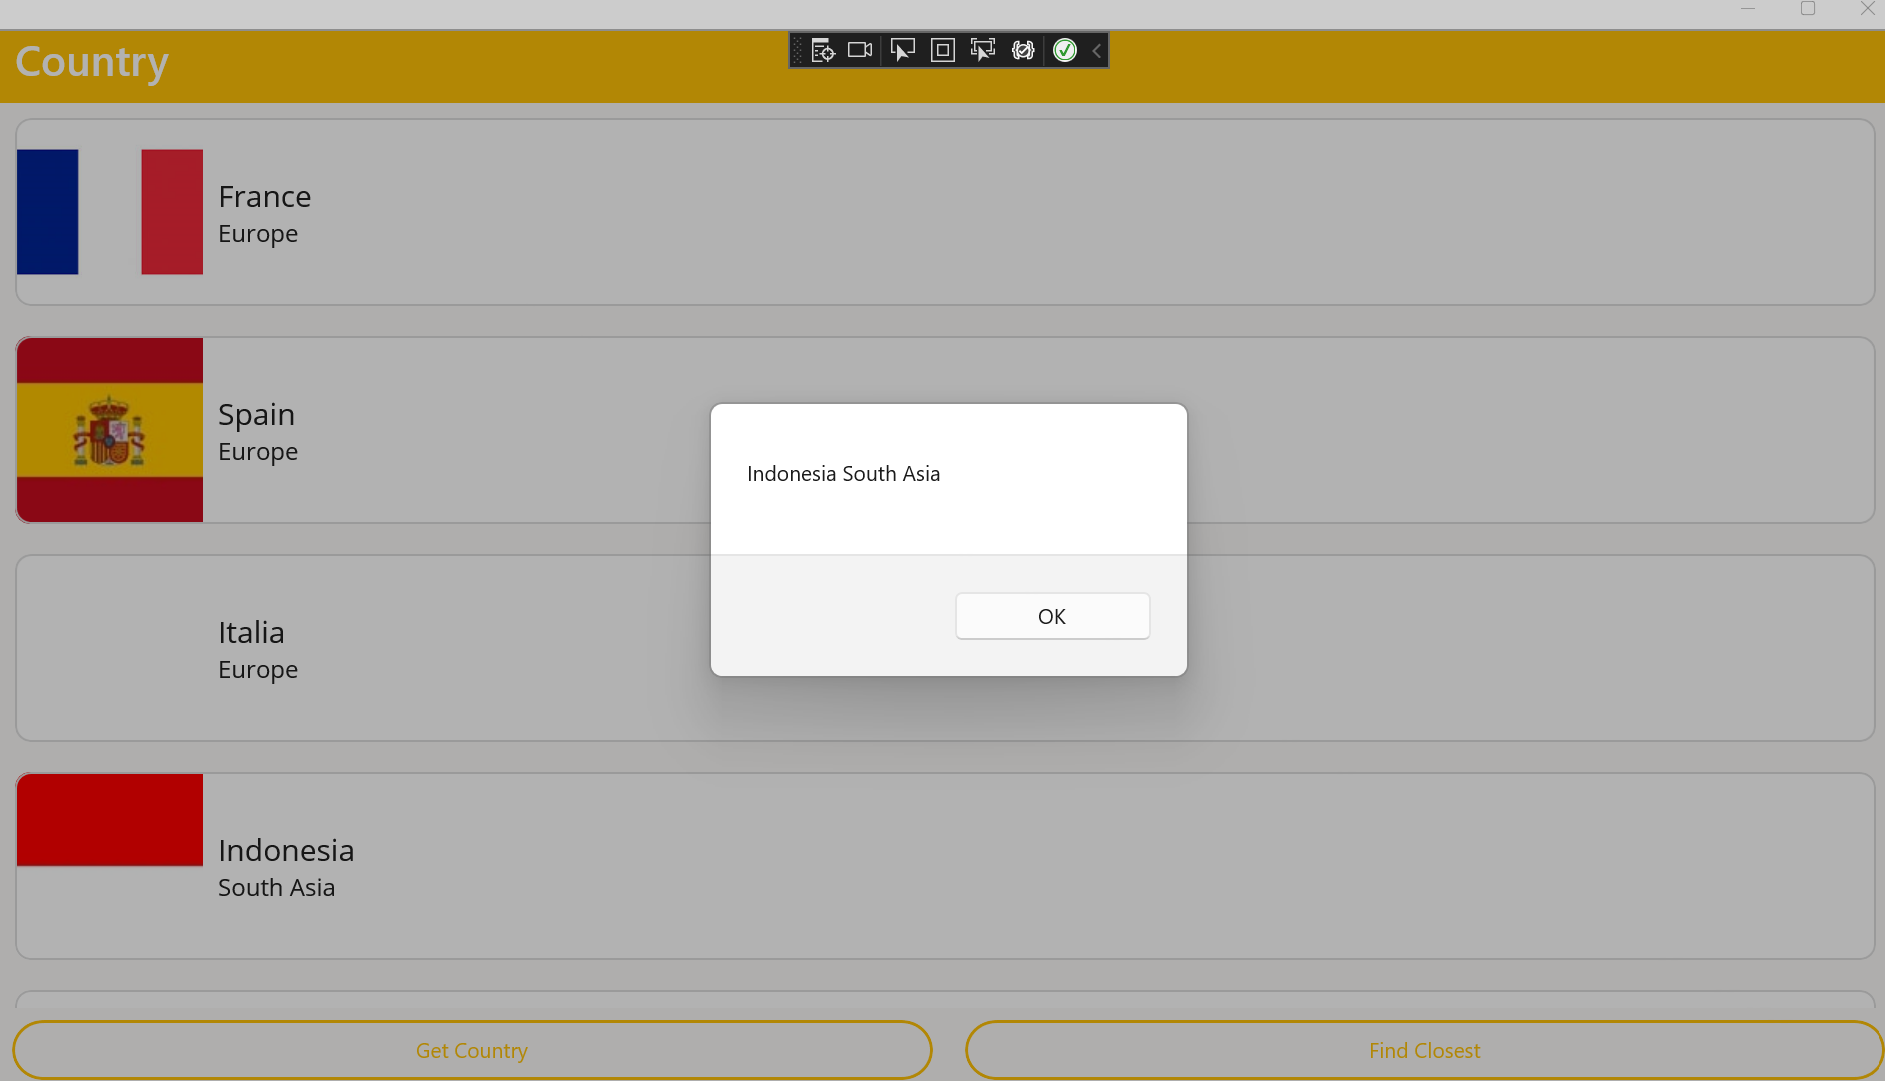 Country
France
Europe
Spain
Europe
Indonesia South Asia
OK
Italia
Europe
Indonesia
South Asia
Get Country
Find Closest